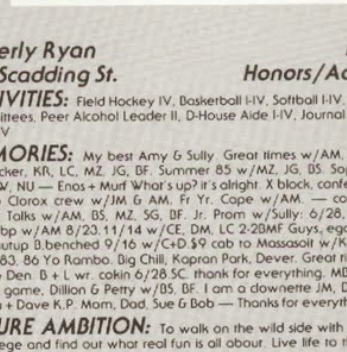 erly Ryan
Scadding St. Honors/Ac
IVITIES: Field Hockey IV, Basketball I-IV, Softball I-IV,
ittees, Peer Alcohol Leader II, D-House Aide I-IV, Journal
V
MORIES: My best Amy & Sully. Great times w/AM,
cker, KR, LC, MZ, JG, BF. Summer 85 w/MZ, JG, BS. Sop
W, NU — Enos + Murf What's up? it's alright. X block, confe
Clorox crew w/JM & AM. Fr Yr. Cape w/AM. — co
Talks w/AM, BS, MZ, SG, BF. Jr. Prom w/Sully: 6/28,
bp w/AM 8/23.11/14 w/CE, DM, LC 2-2BMF Guys, ego
utup B.benched 9/16 w/C+D.$9 cab to Massasoit w/K
83, 86 Yo Rambo. Big Chill, Kapran Park, Dever. Great ti
& Den. B + L wr. cokin 6/28 SC. thank for everything. MB
game, Dillion & Petty w/BS, BF. I am a clownette JM, D
+ Dave K.P. Mom, Dad, Sue & Bob — Thanks for everyth
URE AMBITION: To walk on the wild side with
ege and find out what real fun is all about. Live life to t